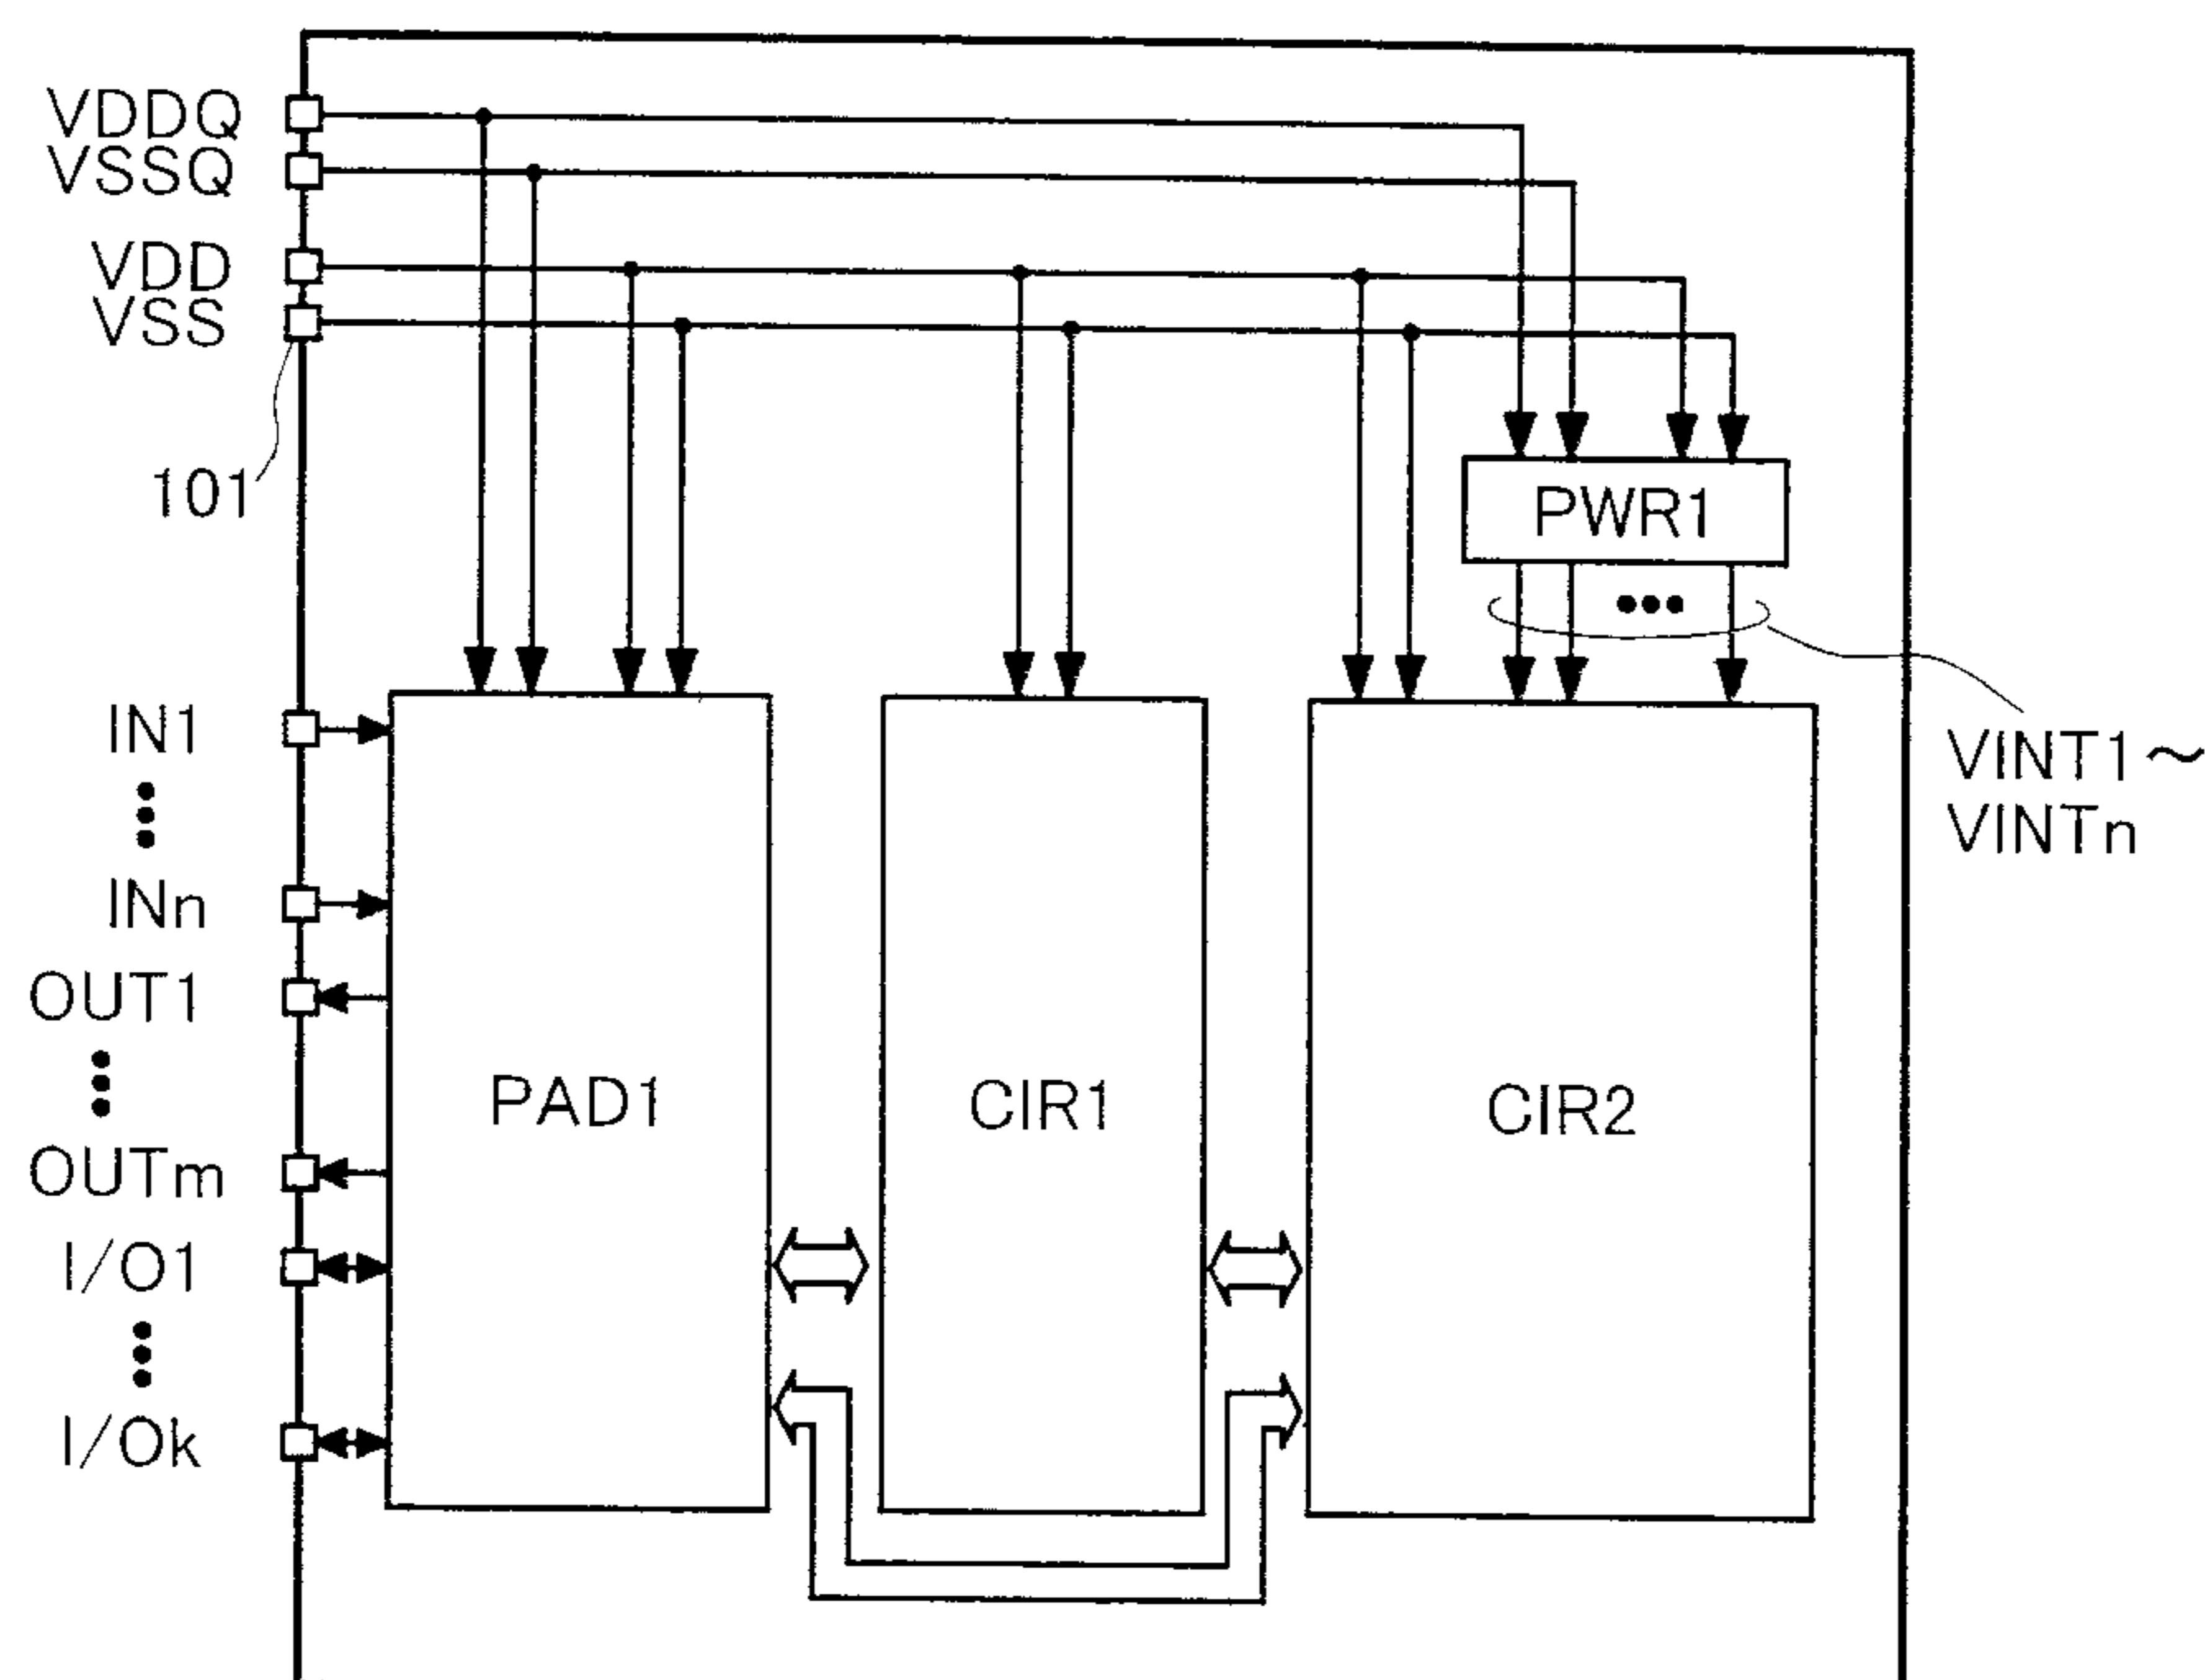 VDDQ
VSSQ
VDD
VSS
101
PWR1
IN1
INn
OUT1
OUTm
I/O1
I/Ok
PAD1
CIR1
CIR2
VINT1～
VINTn